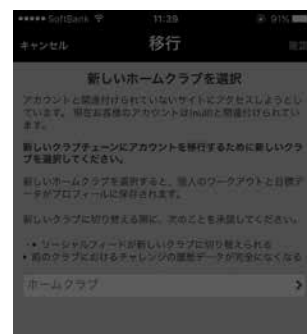 SoftBank 11:39 91%
キャンセル 移行
新しいホームクラブを選択
アカウントと関連付けられていないサイトにアクセスしようとし
ています。 現在お客様のアカウントは(null)と関連付けられてい
ます。
新しいクラブチェーンにアカウントを移行するために新しいクラ
ブを選択してください。
新しいホームクラブを選択すると、個人のワークアウトと目標デ
ータがプロフィールに保存されます。
新しいクラブに切り替える際に、次のことを承諾してください。
・• ソーシャルフィードが新しいクラブに切り替えられる
• 前のクラブにおけるチャレンジの履歴データが完全になくなる
ホームクラブ